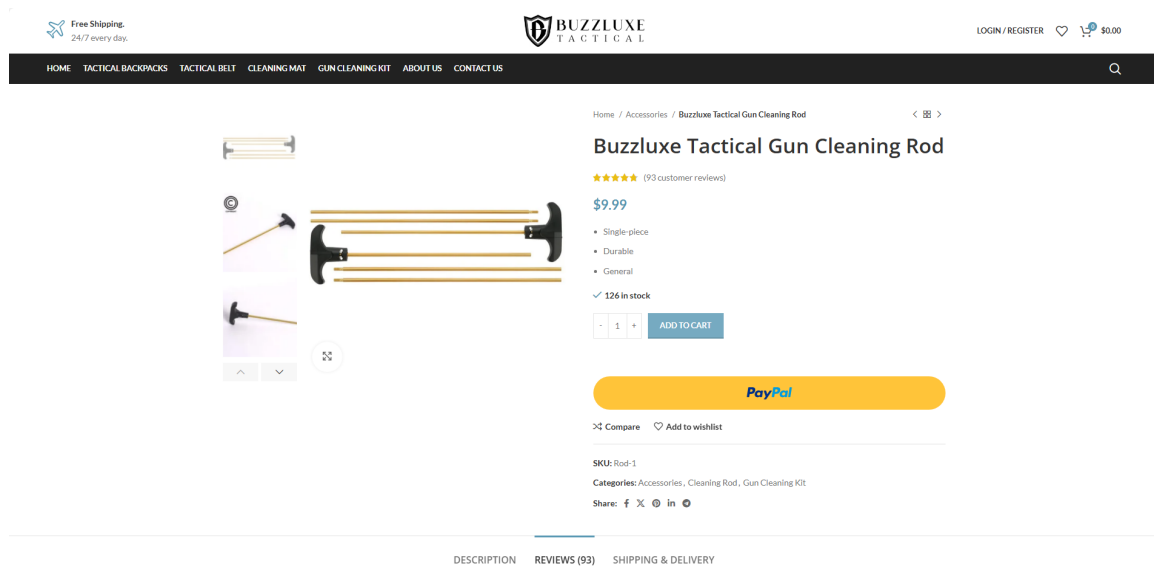 Free Shipping.
24/7 every day.
BUZZLUXE
TACTICAL
LOGIN / REGISTER
0
$0.00
HOME TACTICAL BACKPACKS TACTICAL BELT CLEANING MAT GUN CLEANING KIT ABOUT US CONTACT US
Home / Accessories / Buzzluxe Tactical Gun Cleaning Rod
Buzzluxe Tactical Gun Cleaning Rod
(93 customer reviews)
$9.99
Single-piece
Durable
General
126 in stock
- 1 + ADD TO CART
PayPal
Compare Add to wishlist
SKU: Rod-1
Categories: Accessories, Cleaning Rod, Gun Cleaning Kit
Share:
DESCRIPTION REVIEWS (93) SHIPPING & DELIVERY